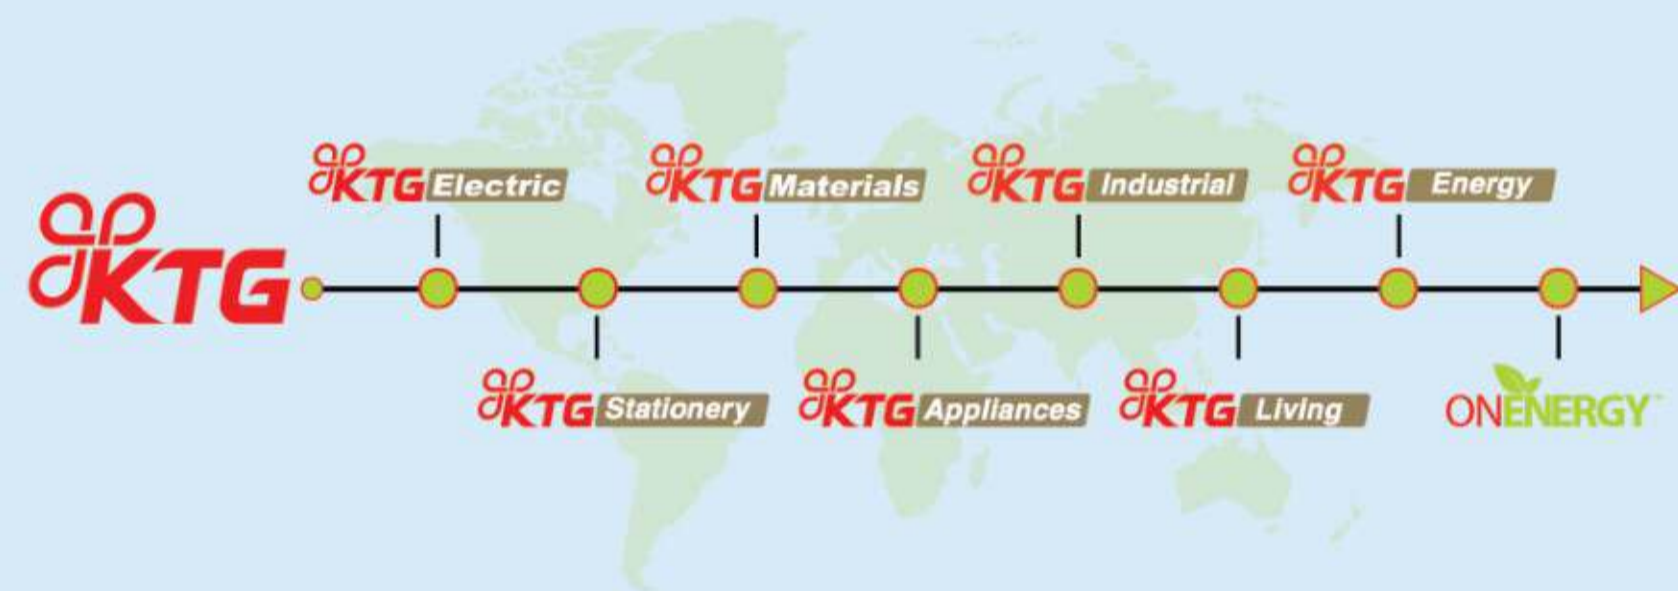 KTG Electric
KTG Materials
KTG Industrial
KTG Energy
KTG
KTG Stationery
KTG Appliances
KTG Living
ONENERGY